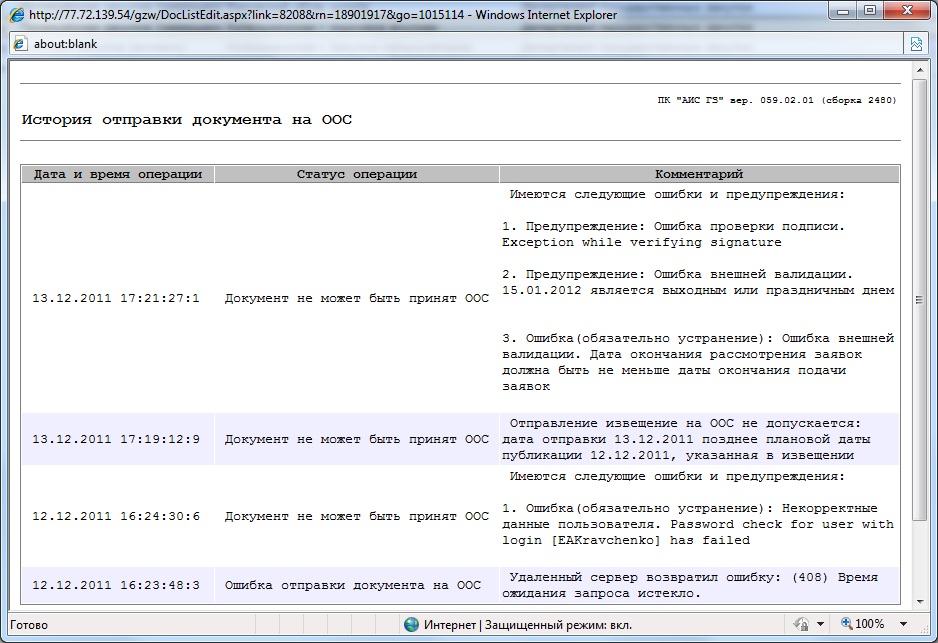 http://77.72.139.54/gzw/DocListEdit.aspx?link=8208&rn=18901917&go=1015114 - Windows Internet Explorer
about:blank
ПК "АИС ГЗ" вер. 059.02.01 (сборка 2480)
История отправки документа на ООС
Дата и время операции Статус операции Комментарий
Имеются следующие ошибки и предупреждения:
1. Предупреждение: Ошибка проверки подписи.
Exception while verifying signature
2. Предупреждение: Ошибка внешней валидации.
13.12.2011 17:21:27:1 Документ не может быть принят ООС 15.01.2012 является выходным или праздничным днем
3. Ошибка(обязательно устранение): Ошибка внешней
валидации. Дата окончания рассмотрения заявок
должна быть не меньше даты окончания подачи
заявок
Отправление извещение на ООС не допускается:
13.12.2011 17:19:12:9 Документ не может быть принят ООС дата отправки 13.12.2011 позднее плановой даты
публикации 12.12.2011, указанная в извещении
Имеются следующие ошибки и предупреждения:
12.12.2011 16:24:30:6 Документ не может быть принят ООС 1. Ошибка(обязательно устранение): Некорректные
данные пользователя. Password check for user with
login [EAKravchenko] has failed
12.12.2011 16:23:48:3 Ошибка отправки документа на ООС Удаленный сервер возвратил ошибку: (408) Время
ожидания запроса истекло.
Готово Интернет | Защищенный режим: вкл. 100%